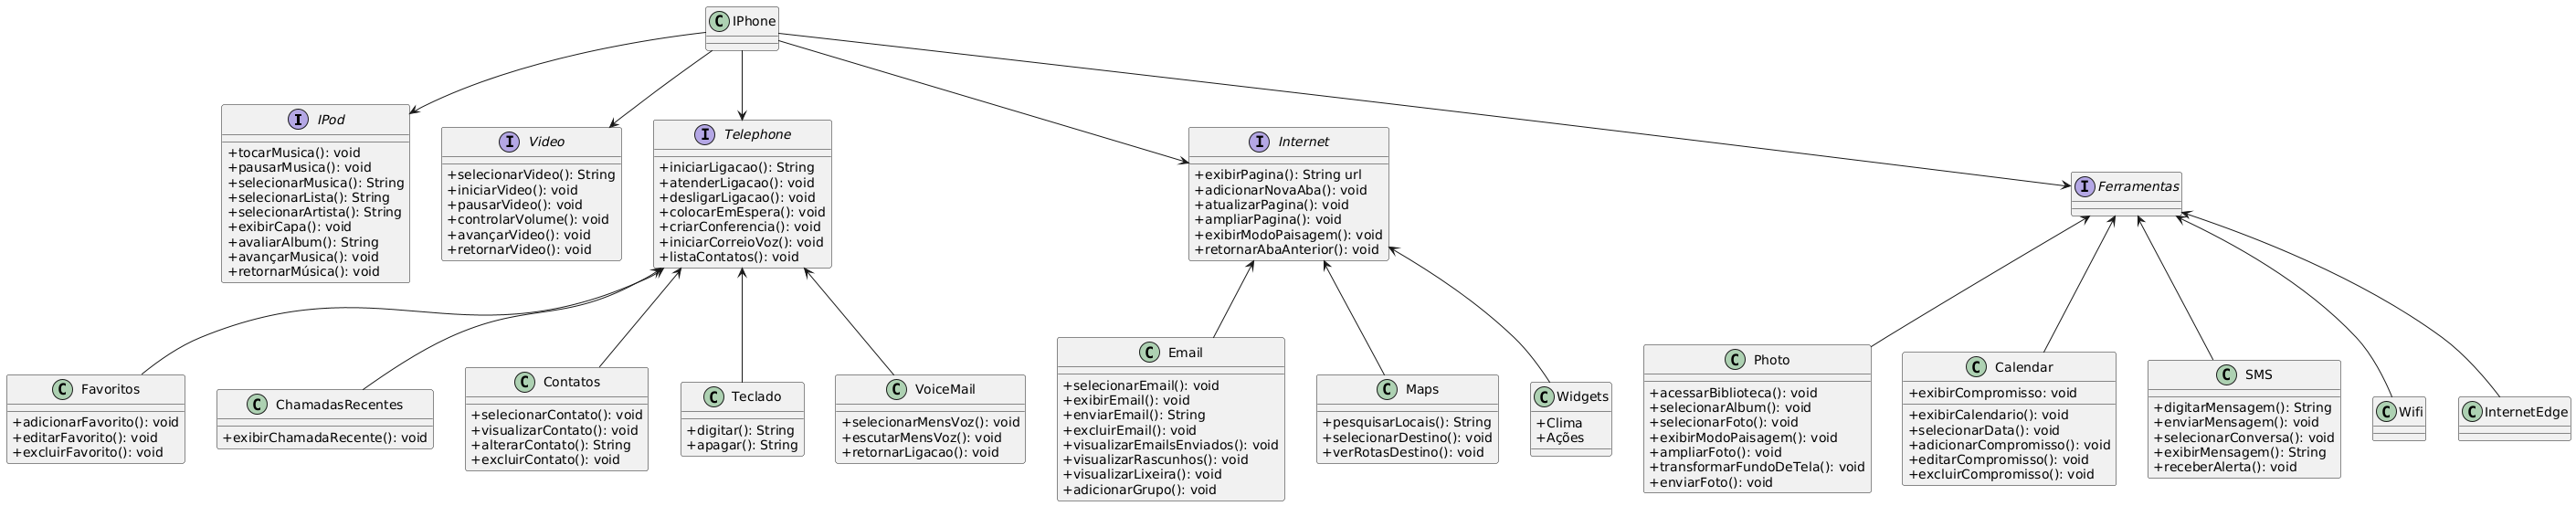 IPhone
IPod
+tocarMusica(): void
+pausarMusica(): void
+selecionarMusica(): String
+selecionarLista(): String
+selecionarArtista(): String
+exibirCapa(): void
+avaliarAlbum(): String
+avançarMusica(): void
+retornarMúsica(): void
Video
+selecionarVideo(): String
+iniciarVideo(): void
+pausarVideo(): void
+controlarVolume(): void
+avançarVideo(): void
+retornarVideo(): void
Telephone
+iniciarLigacao(): String
+atenderLigacao(): void
+desligarLigacao(): void
+colocarEmEspera(): void
+criarConferencia(): void
+iniciarCorreioVoz(): void
+listaContatos(): void
Internet
+exibirPagina(): String url
+adicionarNovaAba(): void
+atualizarPagina(): void
+ampliarPagina(): void
+exibirModoPaisagem(): void
+retornarAbaAnterior(): void
Ferramentas
Favoritos
+adicionarFavorito(): void
+editarFavorito(): void
+excluirFavorito(): void
ChamadasRecentes
+exibirChamadaRecente(): void
Contatos
+selecionarContato(): void
+visualizarContato(): void
+alterarContato(): String
+excluirContato(): void
Teclado
+digitar(): String
+apagar(): String
VoiceMail
+selecionarMensVoz(): void
+escutarMensVoz(): void
+retornarLigacao(): void
Email
+selecionarEmail(): void
+exibirEmail(): void
+enviarEmail(): String
+excluirEmail(): void
+visualizarEmailsEnviados(): void
+visualizarRascunhos(): void
+visualizarLixeira(): void
+adicionarGrupo(): void
Maps
+pesquisarLocais(): String
+selecionarDestino(): void
+verRotasDestino(): void
Widgets
+Clima
+Ações
Photo
+acessarBiblioteca(): void
+selecionarAlbum(): void
+selecionarFoto(): void
+exibirModoPaisagem(): void
+ampliarFoto(): void
+transformarFundoDeTela(): void
+enviarFoto(): void
Calendar
+exibirCompromisso: void
+exibirCalendario(): void
+selecionarData(): void
+adicionarCompromisso(): void
+editarCompromisso(): void
+excluirCompromisso(): void
SMS
+digitarMensagem(): String
+enviarMensagem(): void
+selecionarConversa(): void
+exibirMensagem(): String
+receberAlerta(): void
Wifi
InternetEdge